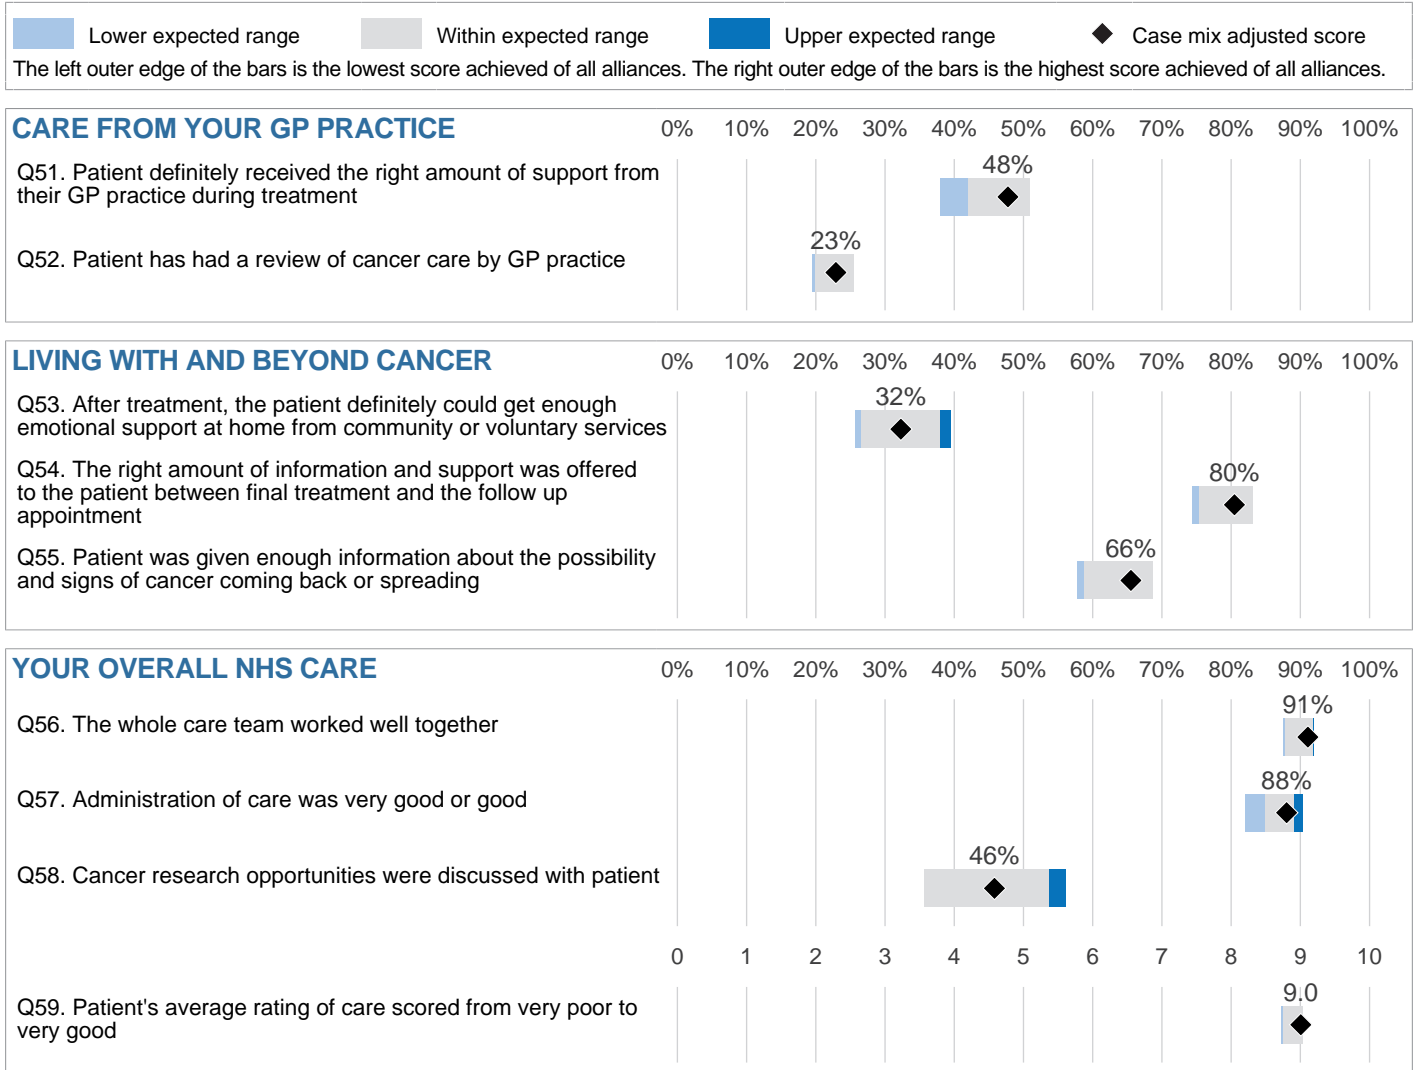 Lower expected range Within expected range Upper expected range Case mix adjusted score
The left outer edge of the bars is the lowest score achieved of all alliances. The right outer edge of the bars is the highest score achieved of all alliances.
CARE FROM YOUR GP PRACTICE 0% 10% 20% 30% 40% 50% 60% 70% 80% 90% 100%
48%
Q51. Patient definitely received the right amount of support from
their GP practice during treatment
23%
Q52. Patient has had a review of cancer care by GP practice
LIVING WITH AND BEYOND CANCER 0% 10% 20% 30% 40% 50% 60% 70% 80% 90% 100%
32%
Q53. After treatment, the patient definitely could get enough
emotional support at home from community or voluntary services
80%
Q54. The right amount of information and support was offered
to the patient between final treatment and the follow up
appointment
66%
Q55. Patient was given enough information about the possibility
and signs of cancer coming back or spreading
YOUR OVERALL NHS CARE 0% 10% 20% 30% 40% 50% 60% 70% 80% 90% 100%
91%
Q56. The whole care team worked well together
88%
Q57. Administration of care was very good or good
46%
Q58. Cancer research opportunities were discussed with patient
0 1 2 3 4 5 6 7 8 9 10
9.0
Q59. Patient's average rating of care scored from very poor to
very good